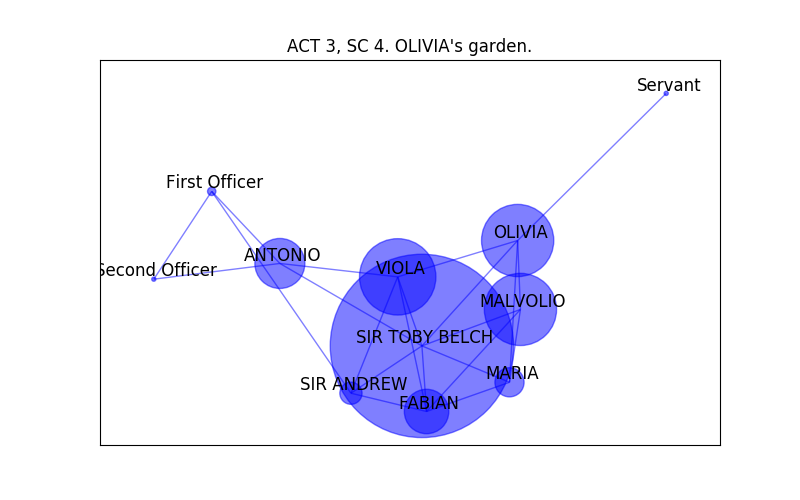 ACT 3, SC 4. OLIVIA's garden.
Servant
First Officer
OLIVIA
ANTONIO
VIOLA
Second Officer
MALVOLIO
SIR TOBY BELCH
MARIA
SIR ANDREW
FABIAN